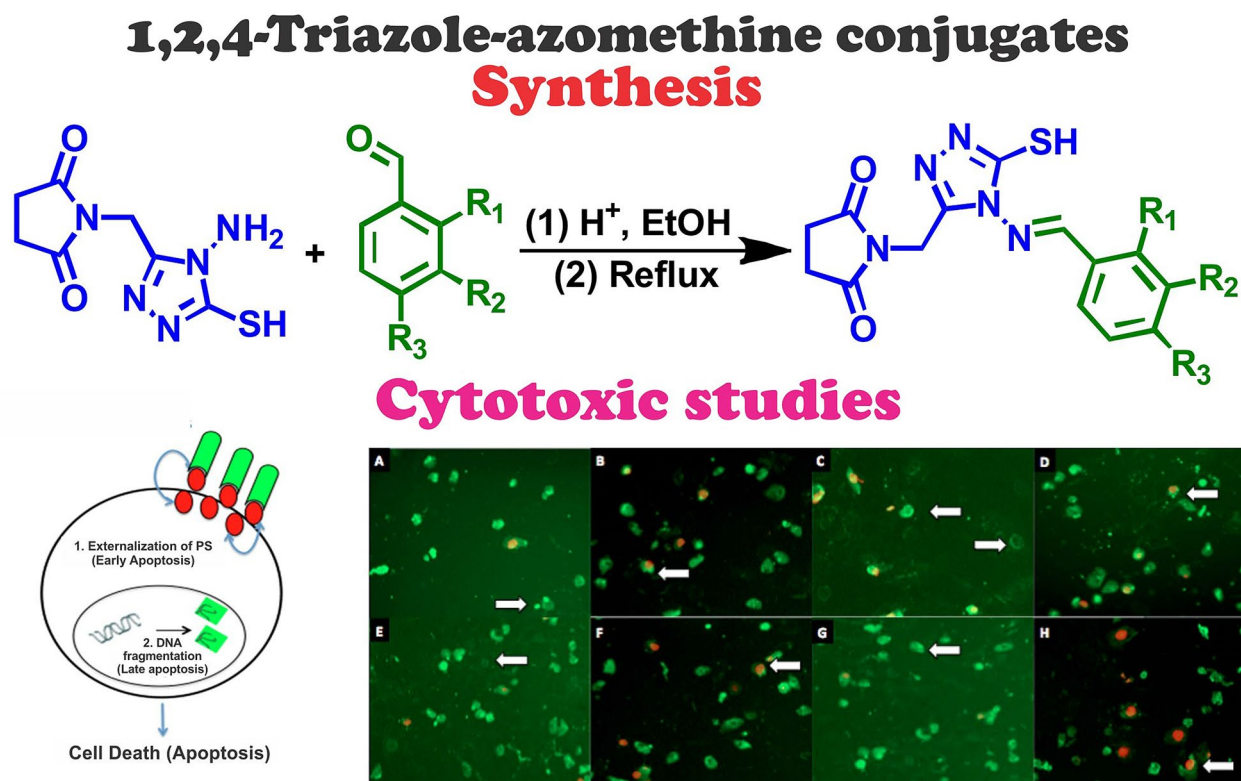 1,2,4-Triazole-azomethine conjugates
Synthesis
O
N
O
N
NH₂
N
N
SH
+
O
R₁
R₂
R₃
(1) H⁺, EtOH
(2) Reflux
O
N
O
N
N
SH
N
N
R₁
R₂
R₃
Cytotoxic studies
1. Externalization of PS
(Early Apoptosis)
2. DNA
fragmentation
(Late apoptosis)
Cell Death (Apoptosis)
A
B
C
D
E
F
G
H